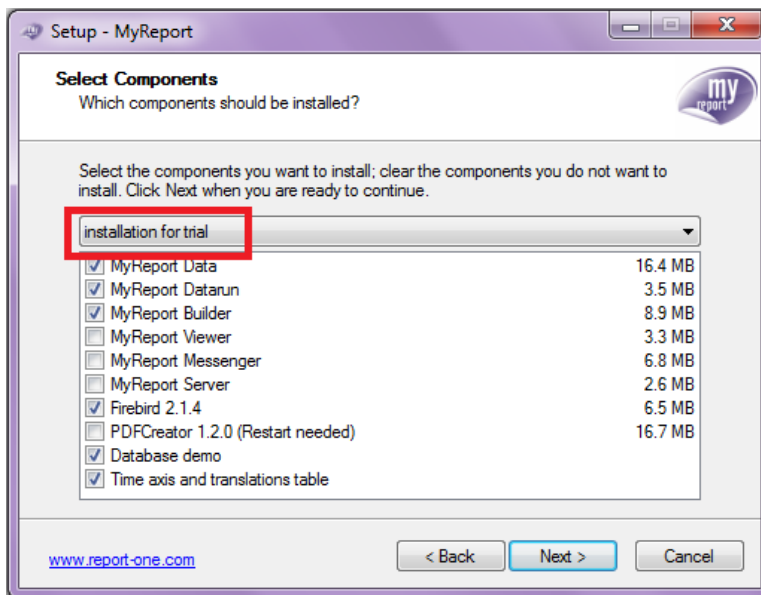 Setup - MyReport
Select Components
Which components should be installed?
my
report
Select the components you want to install; clear the components you do not want to
install. Click Next when you are ready to continue.
installation for trial
MyReport Data 16.4 MB
MyReport Datarun 3.5 MB
MyReport Builder 8.9 MB
MyReport Viewer 3.3 MB
MyReport Messenger 6.8 MB
MyReport Server 2.6 MB
Firebird 2.1.4 6.5 MB
PDFCreator 1.2.0 (Restart needed) 16.7 MB
Database demo
Time axis and translations table
www.report-one.com < Back Next > Cancel